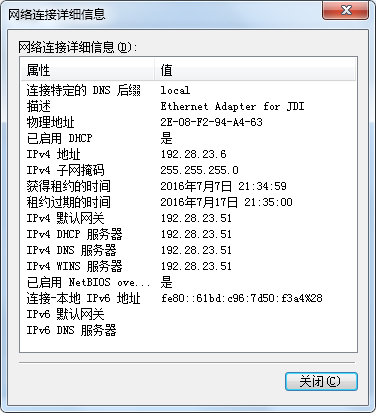 网络连接详细信息
网络连接详细信息(D):
属性 值
连接特定的 DNS 后缀 local
描述 Ethernet Adapter for JDI
物理地址 2E-08-F2-94-A4-63
已启用 DHCP 是
IPv4 地址 192.28.23.6
IPv4 子网掩码 255.255.255.0
获得租约的时间 2016年7月7日 21:34:59
租约过期的时间 2016年7月17日 21:35:00
IPv4 默认网关 192.28.23.51
IPv4 DHCP 服务器 192.28.23.51
IPv4 DNS 服务器 192.28.23.51
IPv4 WINS 服务器 192.28.23.51
已启用 NetBIOS ove... 是
连接-本地 IPv6 地址 fe80::61bd:c96:7d50:f3a4%28
IPv6 默认网关
IPv6 DNS 服务器
关闭(C)